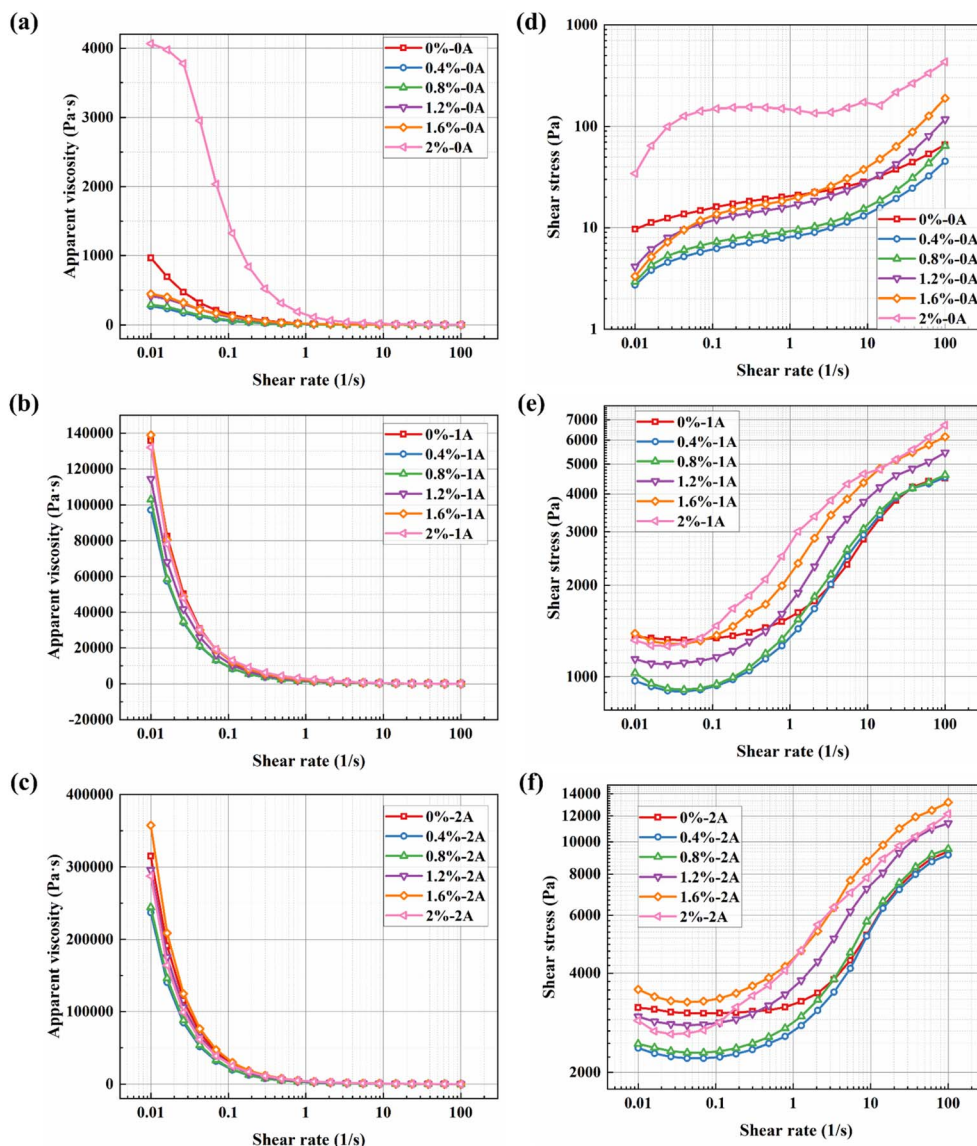 (a)
4000
3000
2000
1000
0
Apparent viscosity (Pa·s)
0%-0A
0.4%-0A
0.8%-0A
1.2%-0A
1.6%-0A
2%-0A
0.01 0.1 1 10 100
Shear rate (1/s)
(d)
1000
100
10
1
Shear stress (Pa)
0%-0A
0.4%-0A
0.8%-0A
1.2%-0A
1.6%-0A
2%-0A
0.01 0.1 1 10 100
Shear rate (1/s)
(b)
140000
120000
100000
80000
60000
40000
20000
0
-20000
Apparent viscosity (Pa·s)
0%-1A
0.4%-1A
0.8%-1A
1.2%-1A
1.6%-1A
2%-1A
0.01 0.1 1 10 100
Shear rate (1/s)
(e)
7000
6000
5000
4000
3000
2000
1000
Shear stress (Pa)
0%-1A
0.4%-1A
0.8%-1A
1.2%-1A
1.6%-1A
2%-1A
0.01 0.1 1 10 100
Shear rate (1/s)
(c)
400000
300000
200000
100000
0
Apparent viscosity (Pa·s)
0%-2A
0.4%-2A
0.8%-2A
1.2%-2A
1.6%-2A
2%-2A
0.01 0.1 1 10 100
Shear rate (1/s)
(f)
14000
12000
10000
8000
6000
4000
2000
Shear stress (Pa)
0%-2A
0.4%-2A
0.8%-2A
1.2%-2A
1.6%-2A
2%-2A
0.01 0.1 1 10 100
Shear rate (1/s)